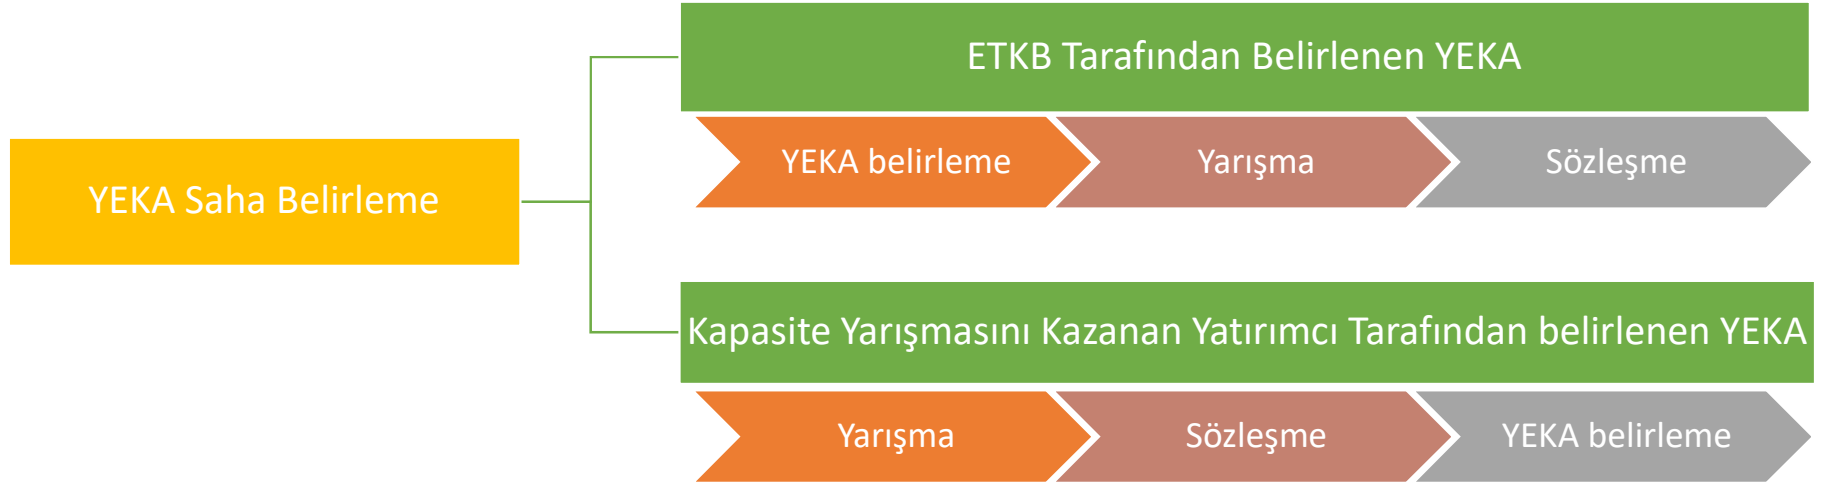 YEKA Saha Belirleme
ETKB Tarafından Belirlenen YEKA
YEKA belirleme
Yarışma
Sözleşme
Kapasite Yarışmasını Kazanan Yatırımcı Tarafından belirlenen YEKA
Yarışma
Sözleşme
YEKA belirleme